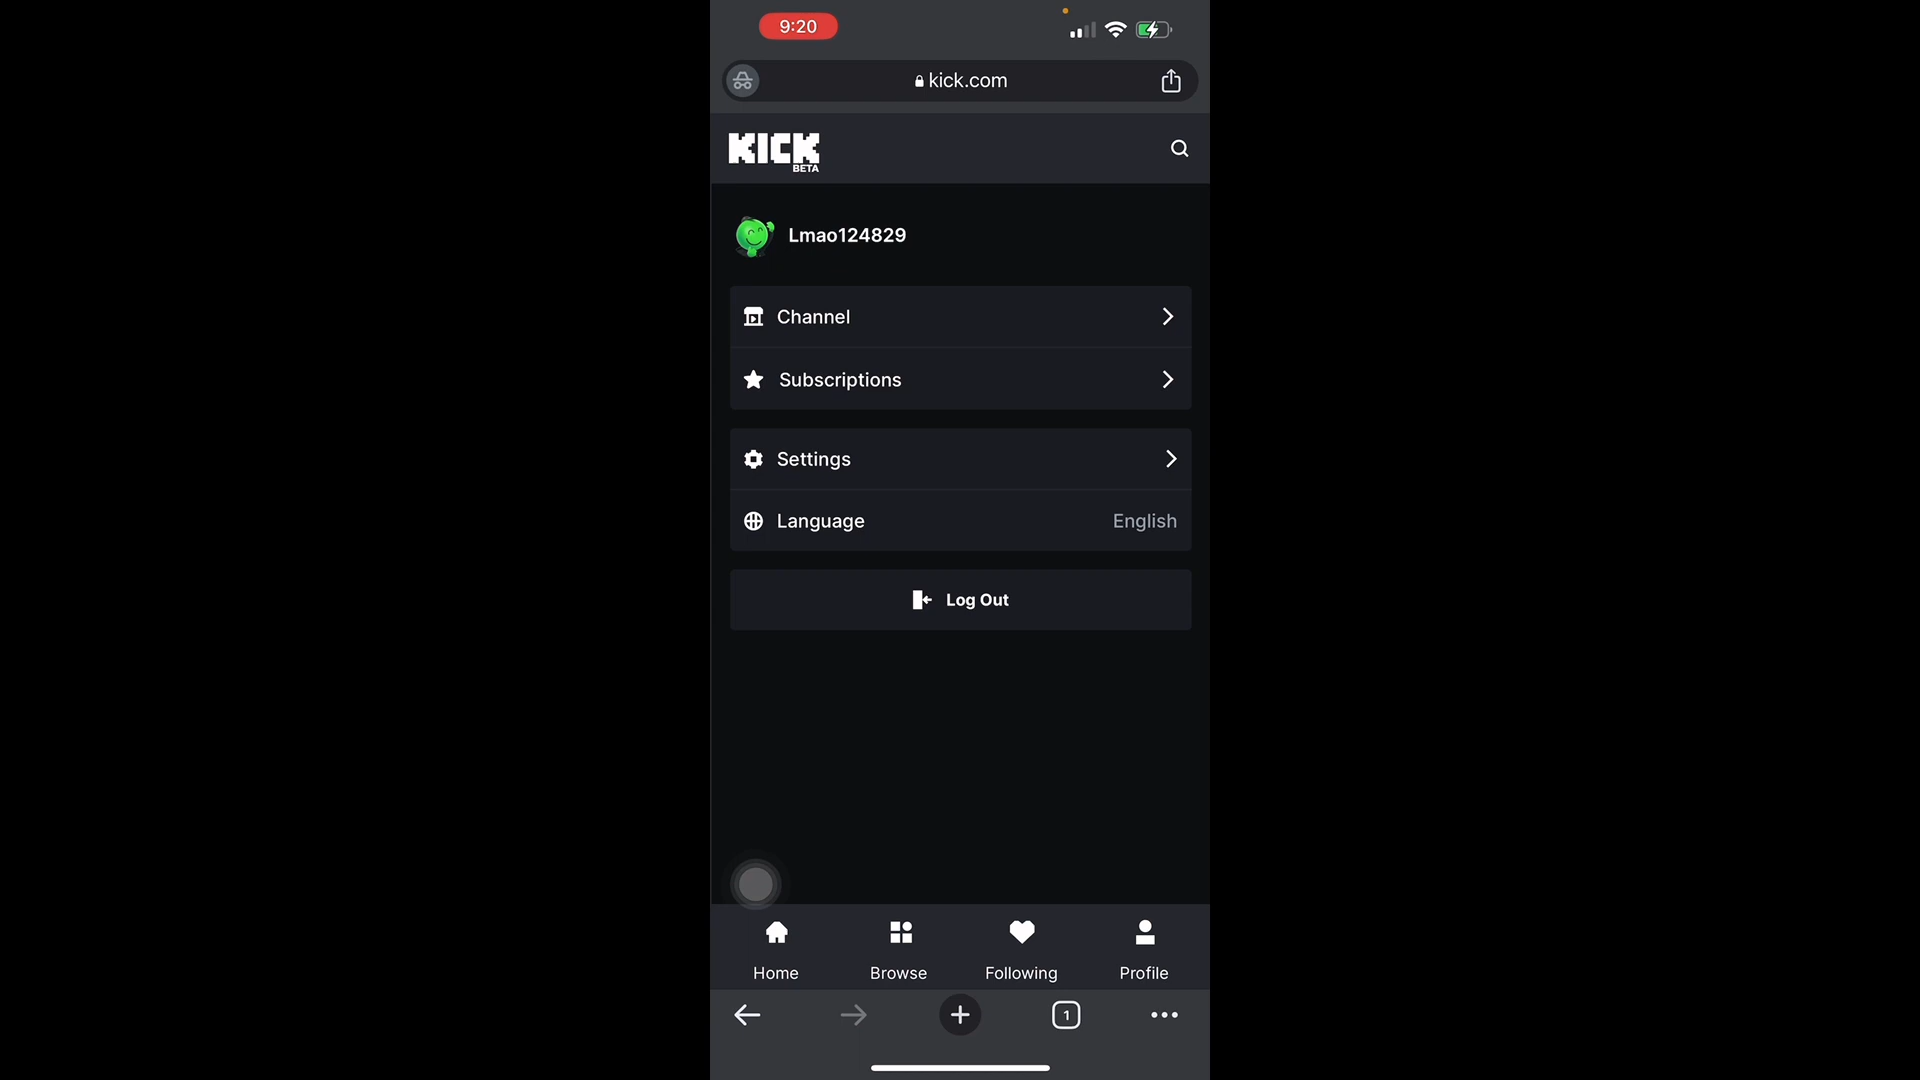 9:20
kick.com
KICK
BETA
Lmao124829
Channel
Subscriptions
Settings
Language English
Log Out
Home Browse Following Profile
1